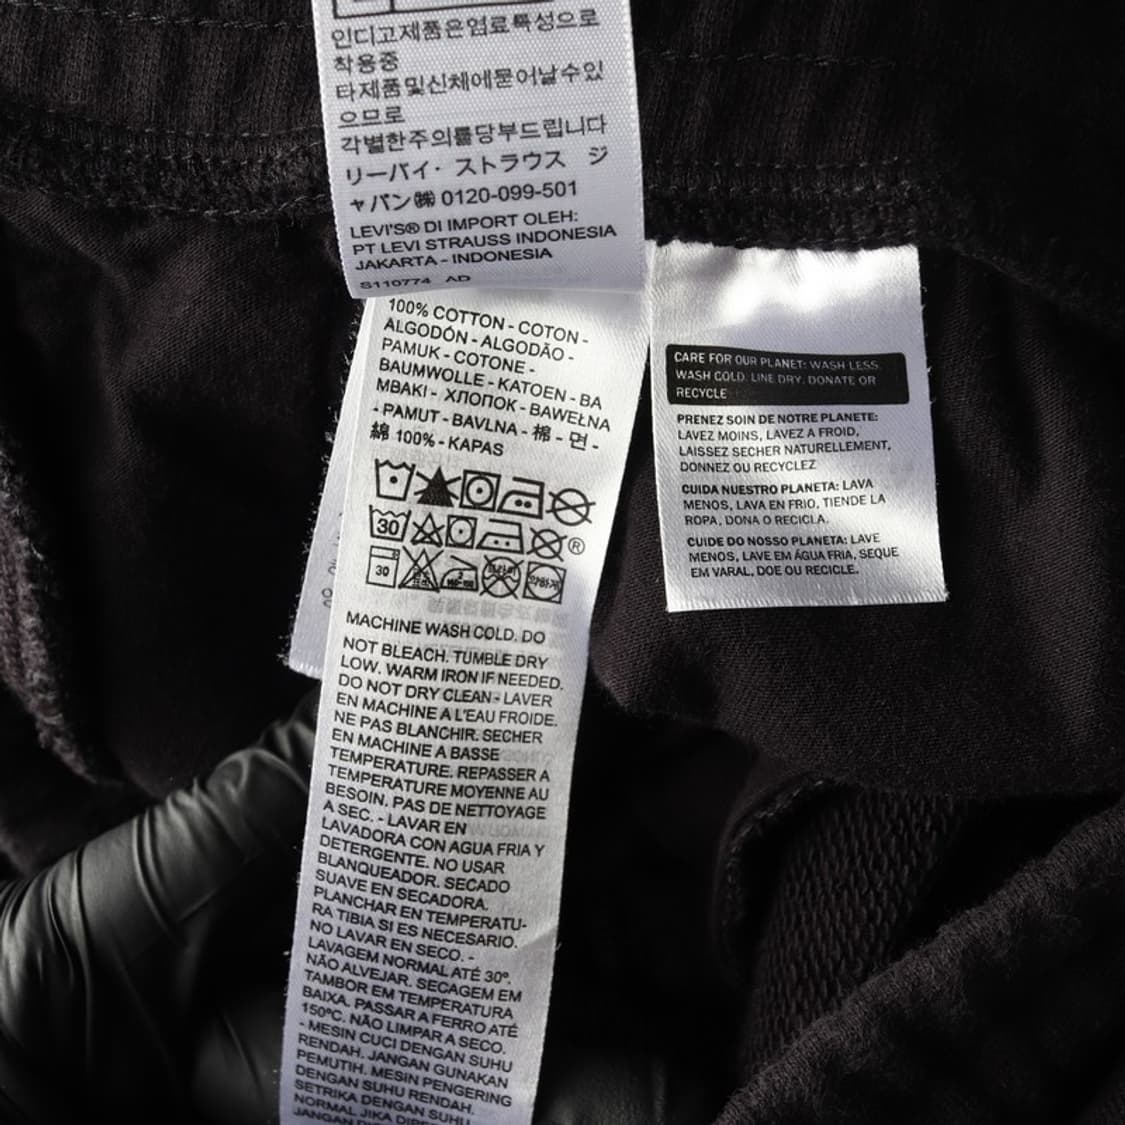 인디고제품은염료특성으로
착용중
타제품및신체에묻어날수있
으므로
각별한주의를당부드립니다
リーバイ・ストラウス ジ
ャパン㈱ 0120-099-501
LEVI'S® DI IMPORT OLEH:
PT LEVI STRAUSS INDONESIA
JAKARTA - INDONESIA
S110774 AD
100% COTTON - COTON -
ALGODÓN - ALGODÃO -
PAMUK - COTONE -
BAUMWOLLE - KATOEN - BA
MBAKI - ХЛОПОК - BAWEŁNA
- PAMUT - BAVLNA - 棉 - 면 -
綿 100% - KAPAS
30
®
30
약하게
MACHINE WASH COLD. DO
NOT BLEACH. TUMBLE DRY
LOW. WARM IRON IF NEEDED.
DO NOT DRY CLEAN - LAVER
EN MACHINE A L'EAU FROIDE.
NE PAS BLANCHIR. SECHER
EN MACHINE A BASSE
TEMPERATURE. REPASSER A
TEMPERATURE MOYENNE AU
BESOIN. PAS DE NETTOYAGE
A SEC. - LAVAR EN
LAVADORA CON AGUA FRIA Y
DETERGENTE. NO USAR
BLANQUEADOR. SECADO
SUAVE EN SECADORA.
PLANCHAR EN TEMPERATU-
RA TIBIA SI ES NECESARIO.
NO LAVAR EN SECO. -
LAVAGEM NORMAL ATÉ 30º.
NÃO ALVEJAR. SECAGEM EM
TAMBOR EM TEMPERATURA
BAIXA. PASSAR A FERRO ATÉ
150ºC. NÃO LIMPAR A SECO.
- MESIN CUCI DENGAN SUHU
RENDAH. JANGAN GUNAKAN
PEMUTIH. MESIN PENGERING
DENGAN SUHU RENDAH.
SETRIKA DENGAN SUHU
NORMAL JIKA
JANGAN
CARE FOR OUR PLANET: WASH LESS,
WASH COLD, LINE DRY, DONATE OR
RECYCLE
PRENEZ SOIN DE NOTRE PLANETE:
LAVEZ MOINS, LAVEZ A FROID,
LAISSEZ SECHER NATURELLEMENT,
DONNEZ OU RECYCLEZ
CUIDA NUESTRO PLANETA: LAVA
MENOS, LAVA EN FRIO, TIENDE LA
ROPA, DONA O RECICLA.
CUIDE DO NOSSO PLANETA: LAVE
MENOS, LAVE EM ÁGUA FRIA, SEQUE
EM VARAL, DOE OU RECICLE.